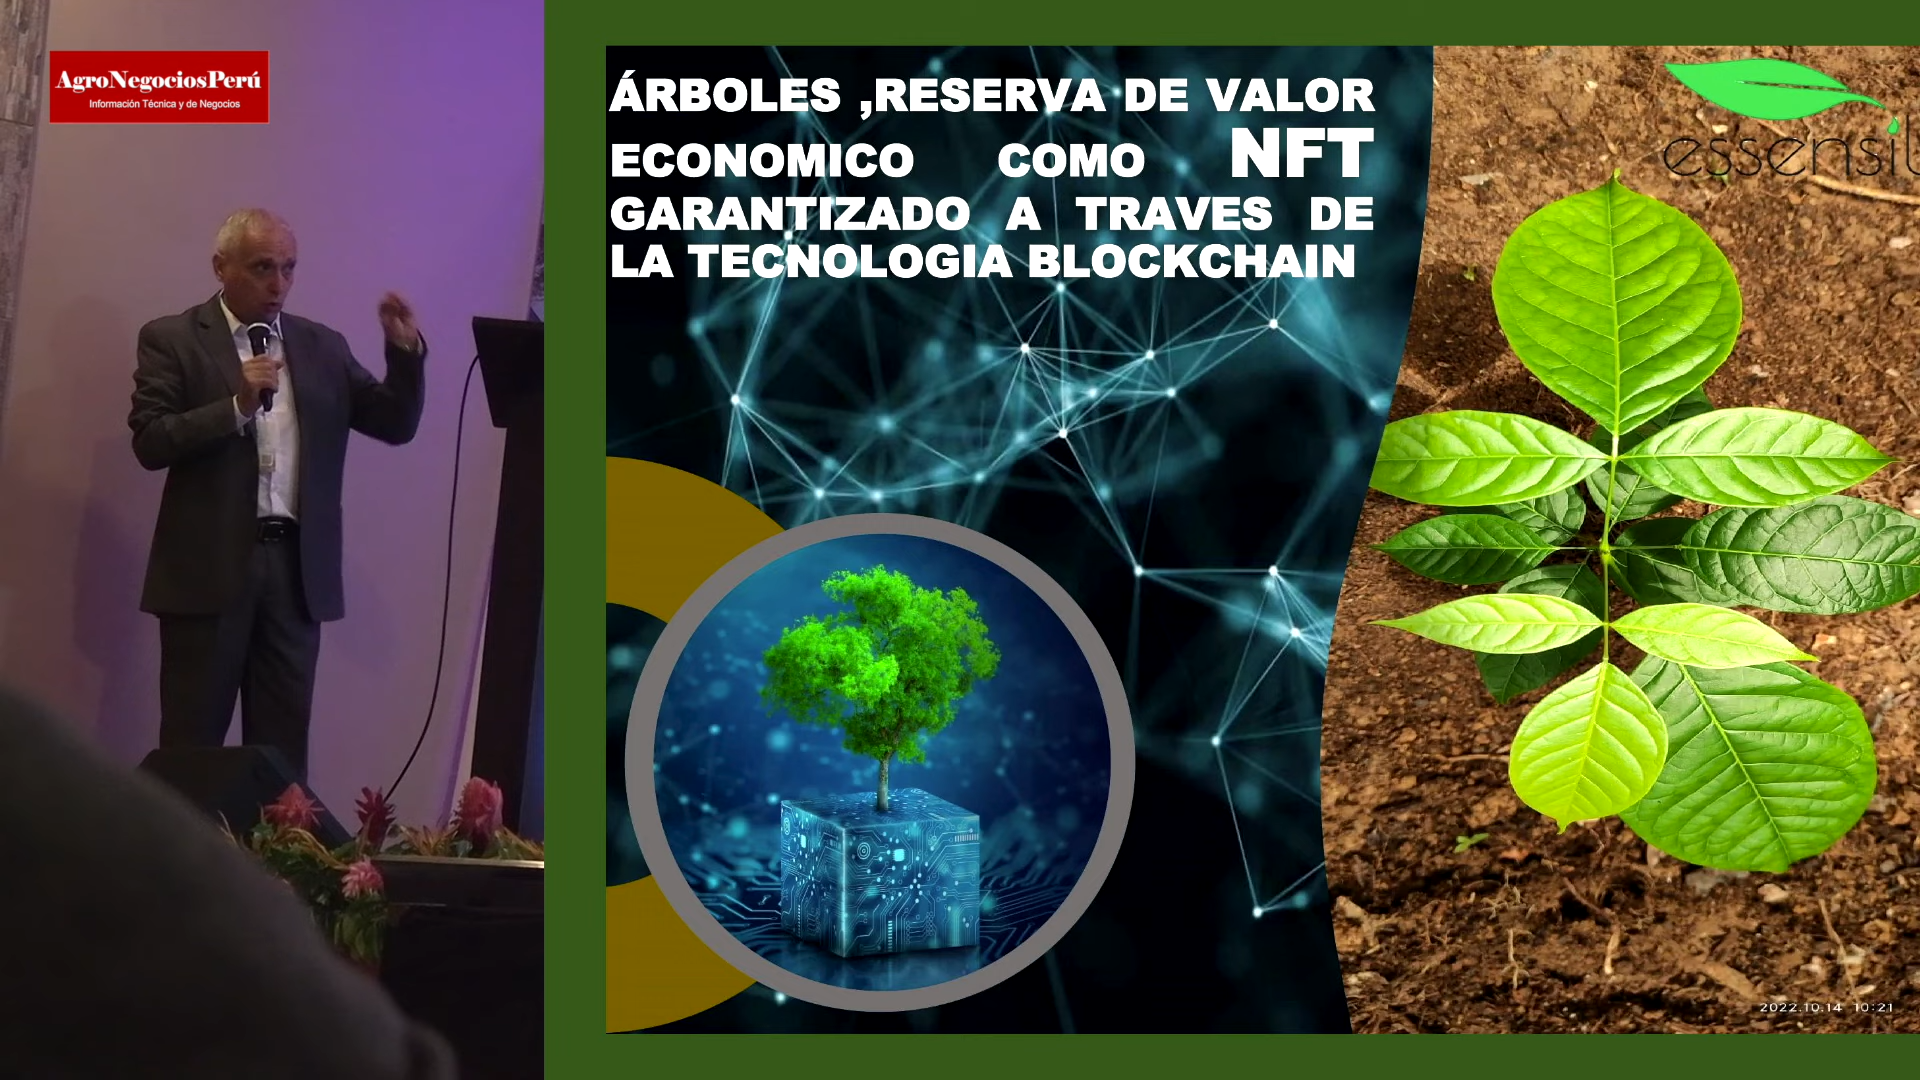 AgroNegociosPerú
Información Técnica y de Negocios
ÁRBOLES ,RESERVA DE VALOR
ECONOMICO COMO NFT
GARANTIZADO A TRAVES DE
LA TECNOLOGIA BLOCKCHAIN
essensil
2022.10.14 10:21